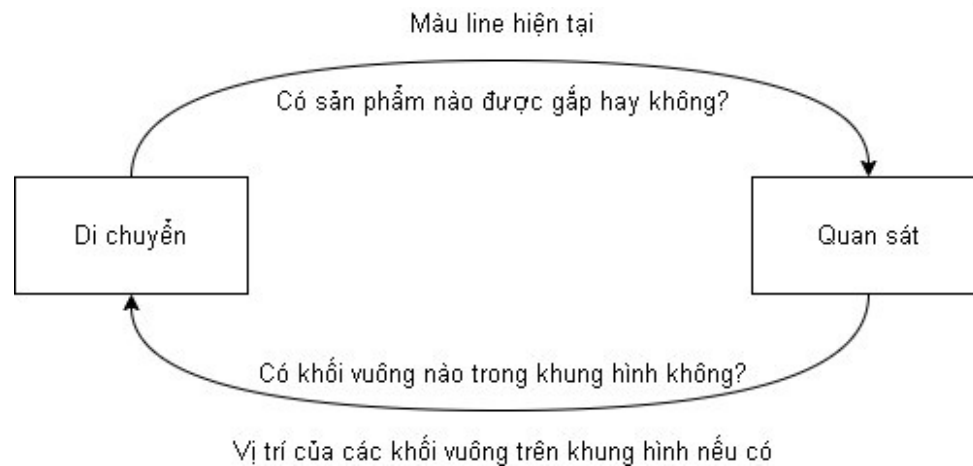 Màu line hiện tại
Có sản phẩm nào được gắp hay không?
Di chuyển
Quan sát
Có khối vuông nào trong khung hình không?
Vị trí của các khối vuông trên khung hình nếu có